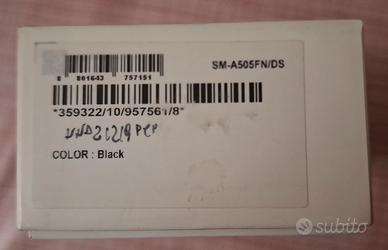 SM-A505FN/DS
8 801643 757151
*359322/10/957561/8*
COLOR : Black
subito